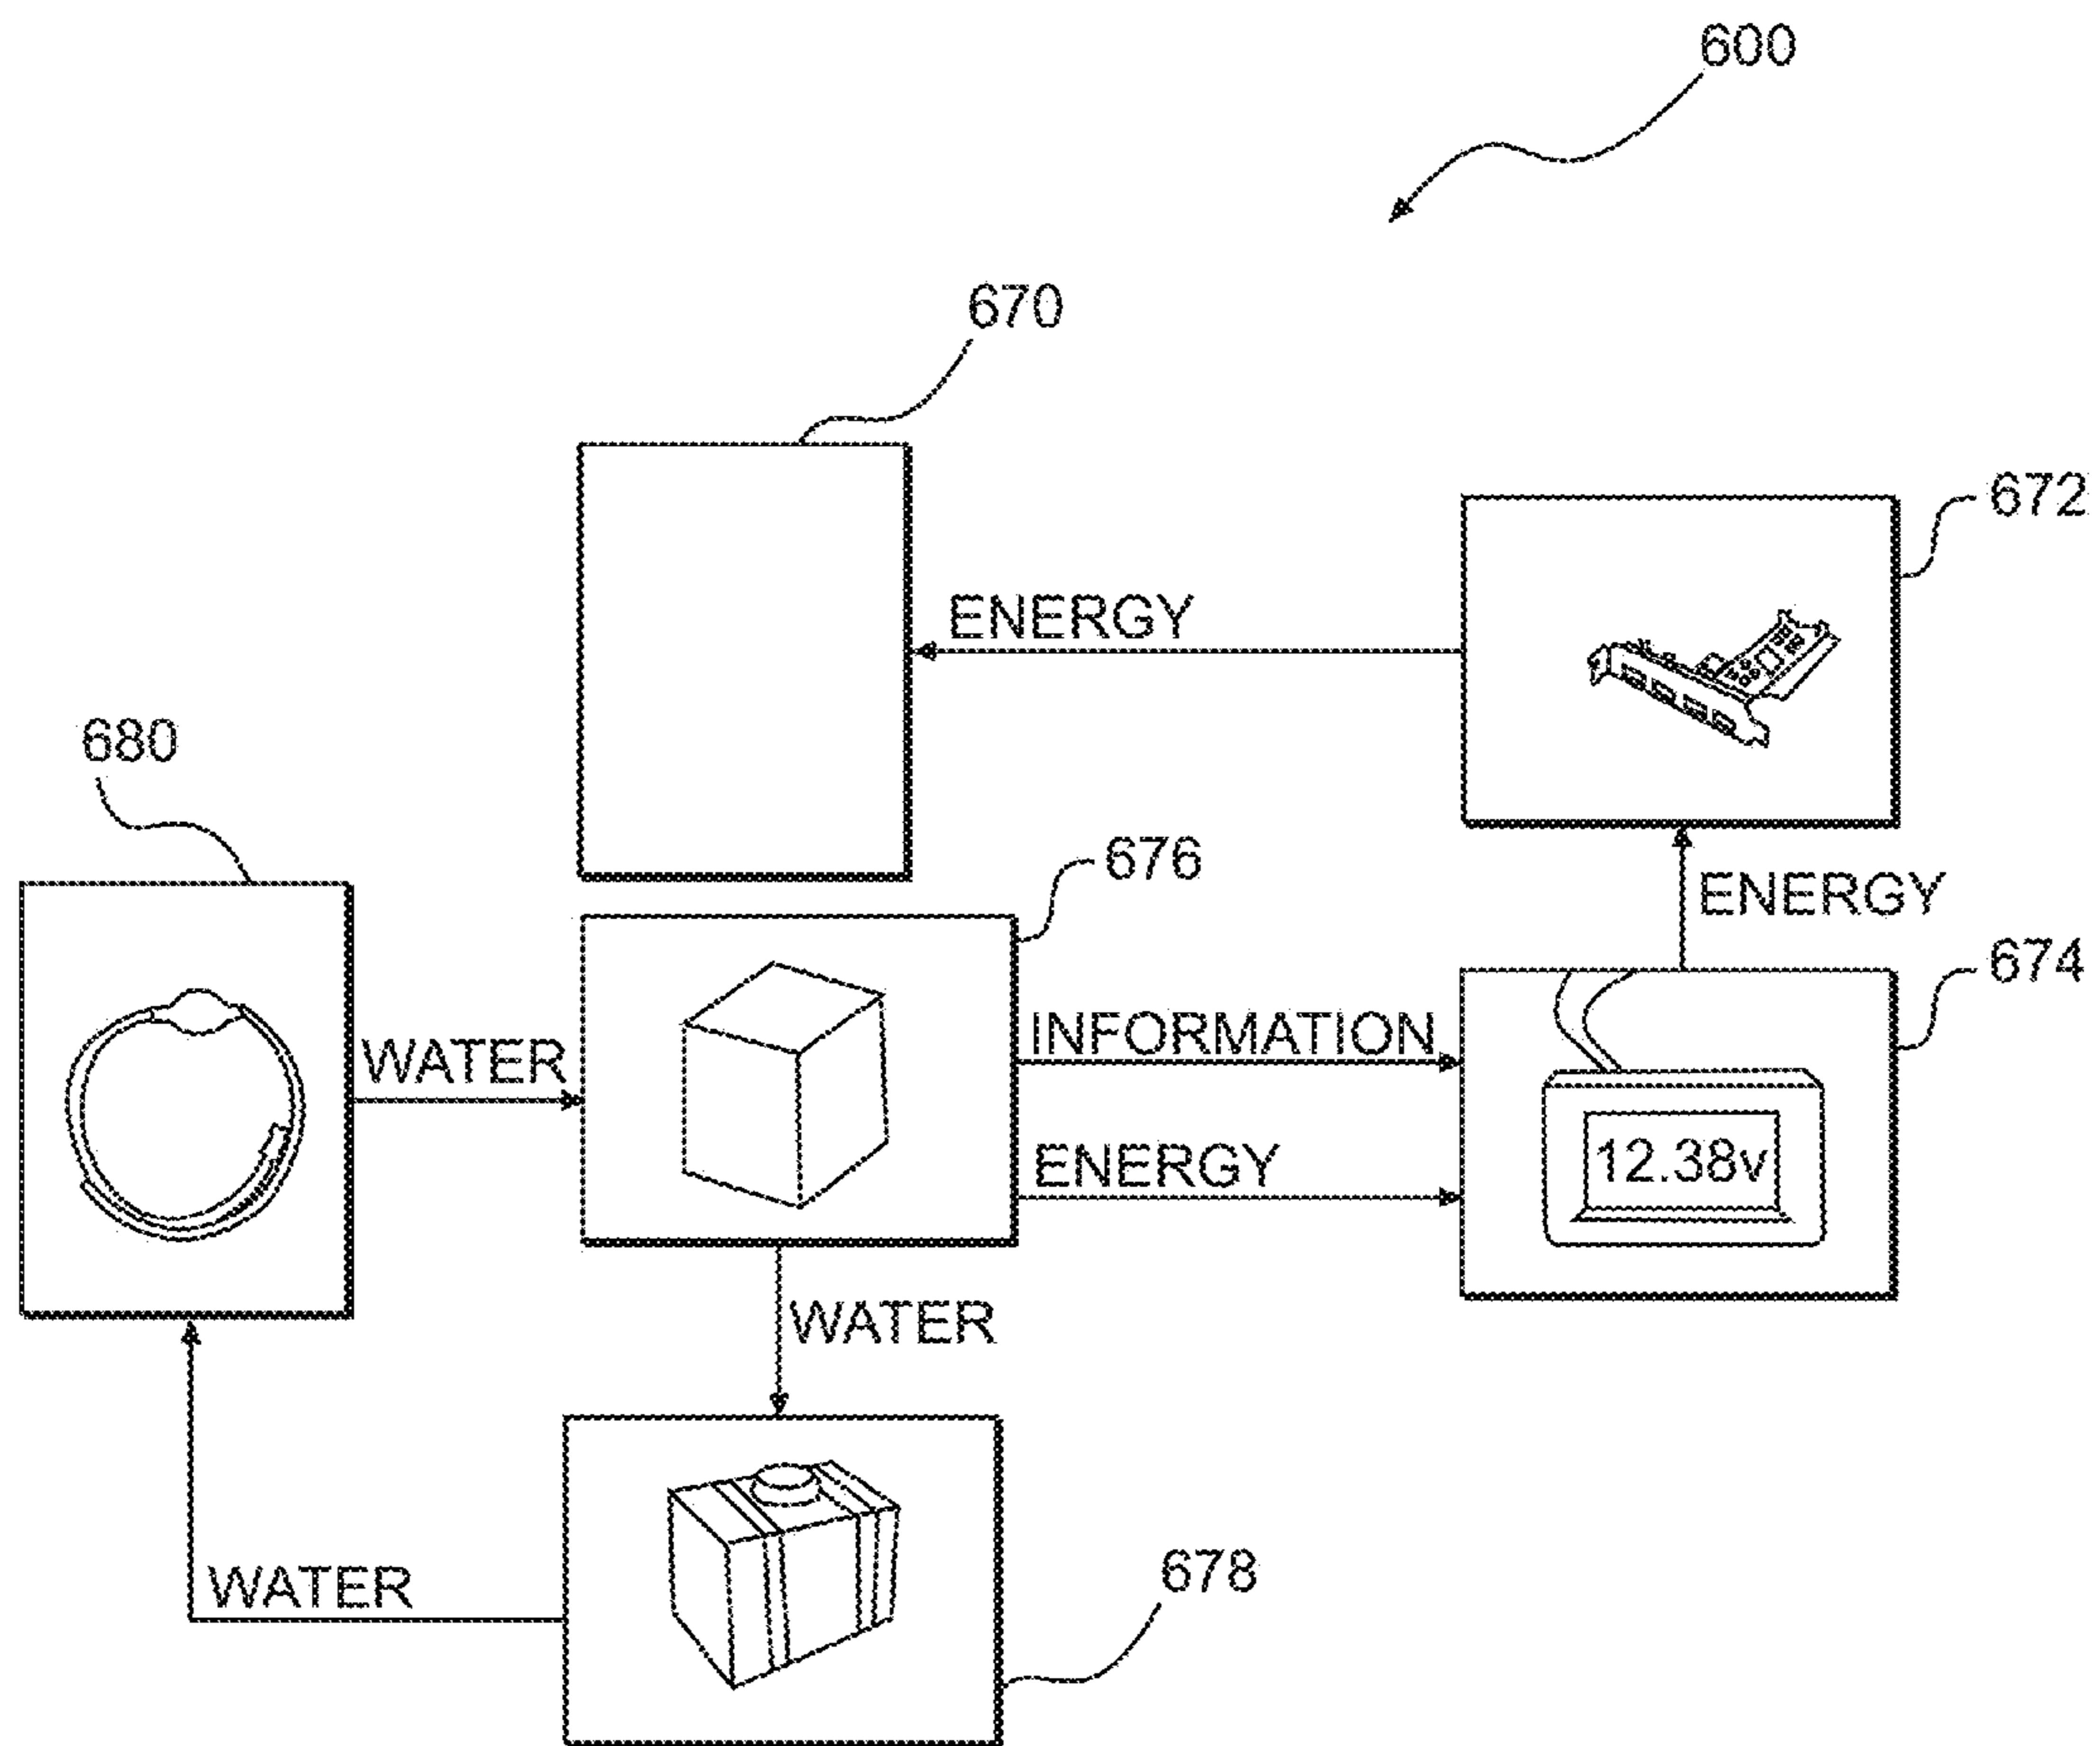 600
670
672
ENERGY
680
676
ENERGY
674
INFORMATION
WATER
ENERGY
12.38v
WATER
678
WATER